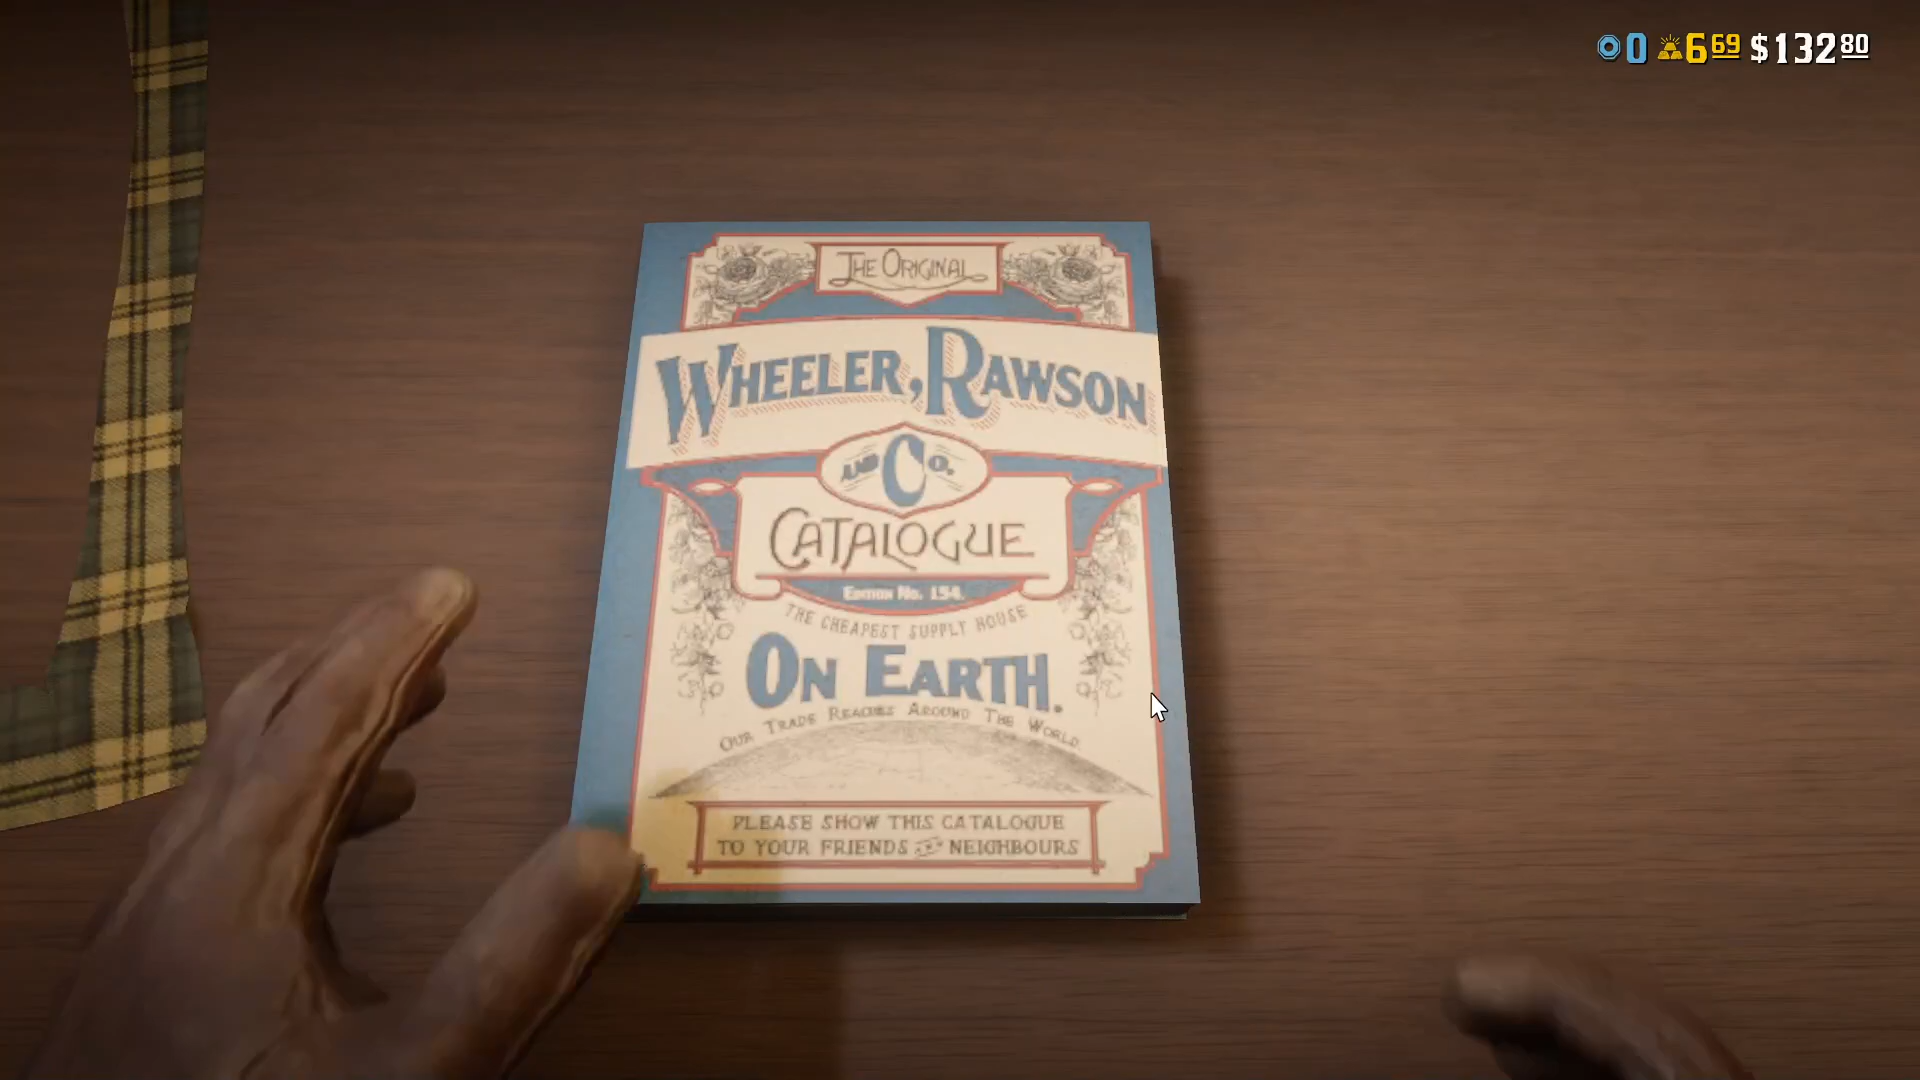 0 6 69 $132 80
THE ORIGINAL
WHEELER, RAWSON
AND CO.
CATALOGUE
EDITION No. 154.
THE CHEAPEST SUPPLY HOUSE
ON EARTH.
OUR TRADE REACHES AROUND THE WORLD.
PLEASE SHOW THIS CATALOGUE
TO YOUR FRIENDS AND NEIGHBOURS